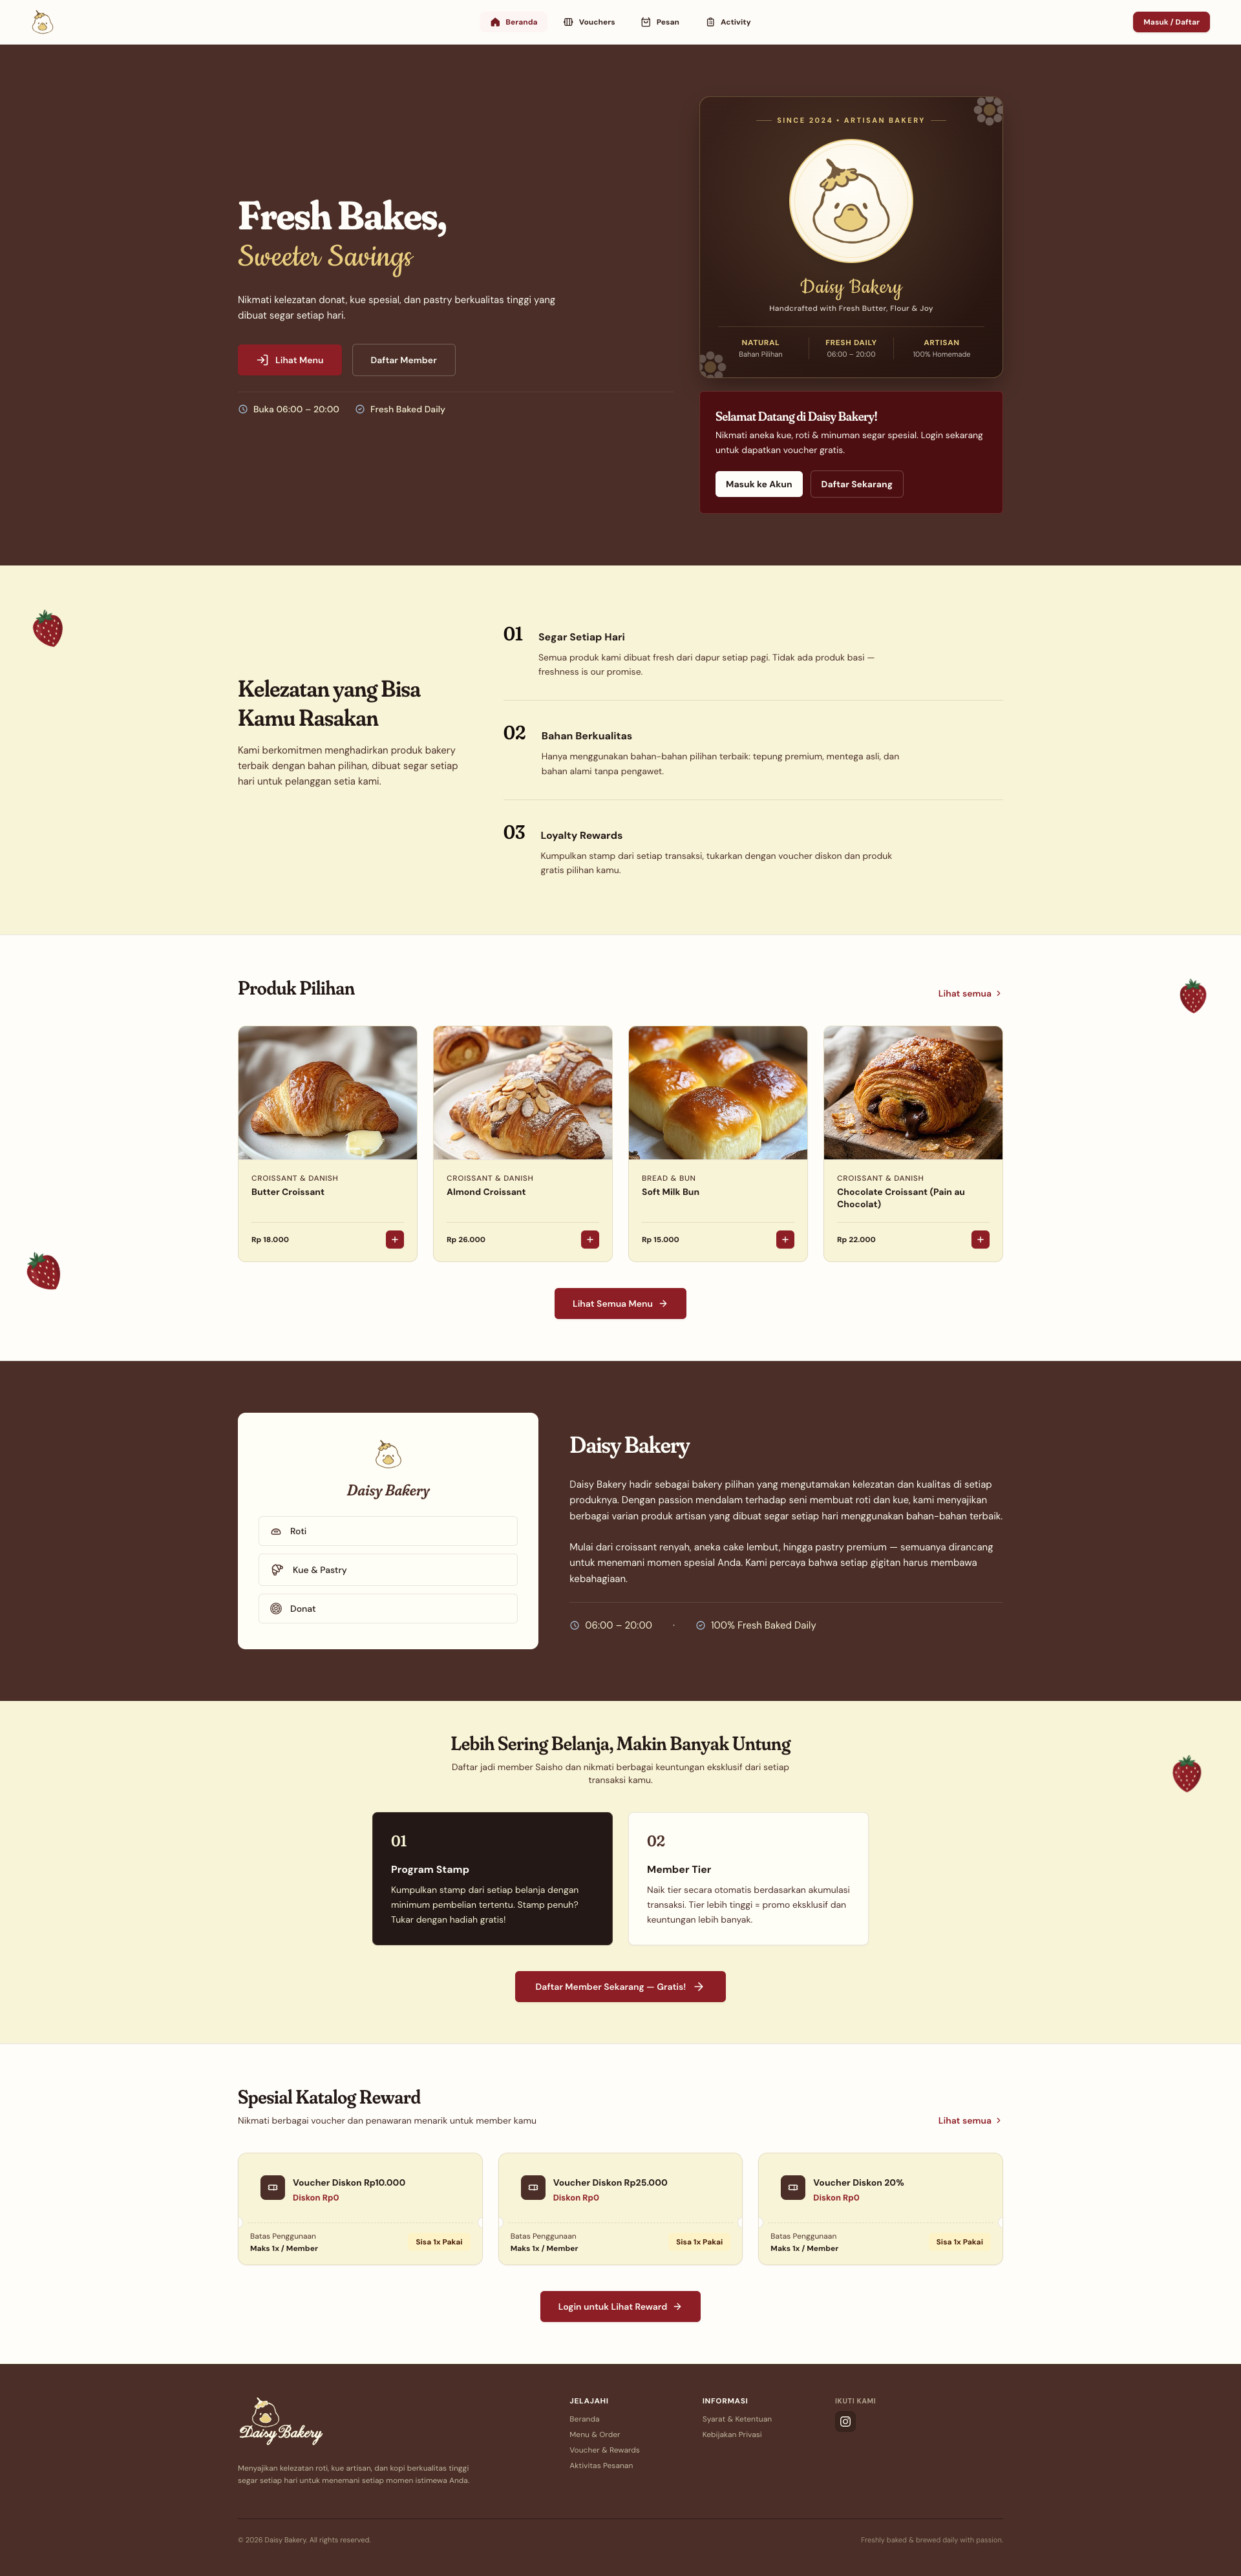 Beranda
Vouchers
Pesan
Activity
Masuk / Daftar
Fresh Bakes,
Sweeter Savings
Nikmati kelezatan donat, kue spesial, dan pastry berkualitas tinggi yang
dibuat segar setiap hari.
Lihat Menu
Daftar Member
Buka 06:00 – 20:00
Fresh Baked Daily
SINCE 2024 • ARTISAN BAKERY
Daisy Bakery
Handcrafted with Fresh Butter, Flour & Joy
NATURAL
Bahan Pilihan
FRESH DAILY
06:00 – 20:00
ARTISAN
100% Homemade
Selamat Datang di Daisy Bakery!
Nikmati aneka kue, roti & minuman segar spesial. Login sekarang
untuk dapatkan voucher gratis.
Masuk ke Akun
Daftar Sekarang
Kelezatan yang Bisa
Kamu Rasakan
Kami berkomitmen menghadirkan produk bakery
terbaik dengan bahan pilihan, dibuat segar setiap
hari untuk pelanggan setia kami.
01
Segar Setiap Hari
Semua produk kami dibuat fresh dari dapur setiap pagi. Tidak ada produk basi —
freshness is our promise.
02
Bahan Berkualitas
Hanya menggunakan bahan-bahan pilihan terbaik: tepung premium, mentega asli, dan
bahan alami tanpa pengawet.
03
Loyalty Rewards
Kumpulkan stamp dari setiap transaksi, tukarkan dengan voucher diskon dan produk
gratis pilihan kamu.
Produk Pilihan
Lihat semua
CROISSANT & DANISH
Butter Croissant
Rp 18.000
CROISSANT & DANISH
Almond Croissant
Rp 26.000
BREAD & BUN
Soft Milk Bun
Rp 15.000
CROISSANT & DANISH
Chocolate Croissant (Pain au
Chocolat)
Rp 22.000
Lihat Semua Menu
Daisy Bakery
Roti
Kue & Pastry
Donat
Daisy Bakery
Daisy Bakery hadir sebagai bakery pilihan yang mengutamakan kelezatan dan kualitas di setiap
produknya. Dengan passion mendalam terhadap seni membuat roti dan kue, kami menyajikan
berbagai varian produk artisan yang dibuat segar setiap hari menggunakan bahan-bahan terbaik.
Mulai dari croissant renyah, aneka cake lembut, hingga pastry premium — semuanya dirancang
untuk menemani momen spesial Anda. Kami percaya bahwa setiap gigitan harus membawa
kebahagiaan.
06:00 – 20:00
·
100% Fresh Baked Daily
Lebih Sering Belanja, Makin Banyak Untung
Daftar jadi member Saisho dan nikmati berbagai keuntungan eksklusif dari setiap
transaksi kamu.
01
Program Stamp
Kumpulkan stamp dari setiap belanja dengan
minimum pembelian tertentu. Stamp penuh?
Tukar dengan hadiah gratis!
02
Member Tier
Naik tier secara otomatis berdasarkan akumulasi
transaksi. Tier lebih tinggi = promo eksklusif dan
keuntungan lebih banyak.
Daftar Member Sekarang — Gratis!
Spesial Katalog Reward
Nikmati berbagai voucher dan penawaran menarik untuk member kamu
Lihat semua
Voucher Diskon Rp10.000
Diskon Rp0
Batas Penggunaan
Maks 1x / Member
Sisa 1x Pakai
Voucher Diskon Rp25.000
Diskon Rp0
Batas Penggunaan
Maks 1x / Member
Sisa 1x Pakai
Voucher Diskon 20%
Diskon Rp0
Batas Penggunaan
Maks 1x / Member
Sisa 1x Pakai
Login untuk Lihat Reward
Daisy Bakery
Menyajikan kelezatan roti, kue artisan, dan kopi berkualitas tinggi
segar setiap hari untuk menemani setiap momen istimewa Anda.
JELAJAHI
Beranda
Menu & Order
Voucher & Rewards
Aktivitas Pesanan
INFORMASI
Syarat & Ketentuan
Kebijakan Privasi
IKUTI KAMI
© 2026 Daisy Bakery. All rights reserved.
Freshly baked & brewed daily with passion.